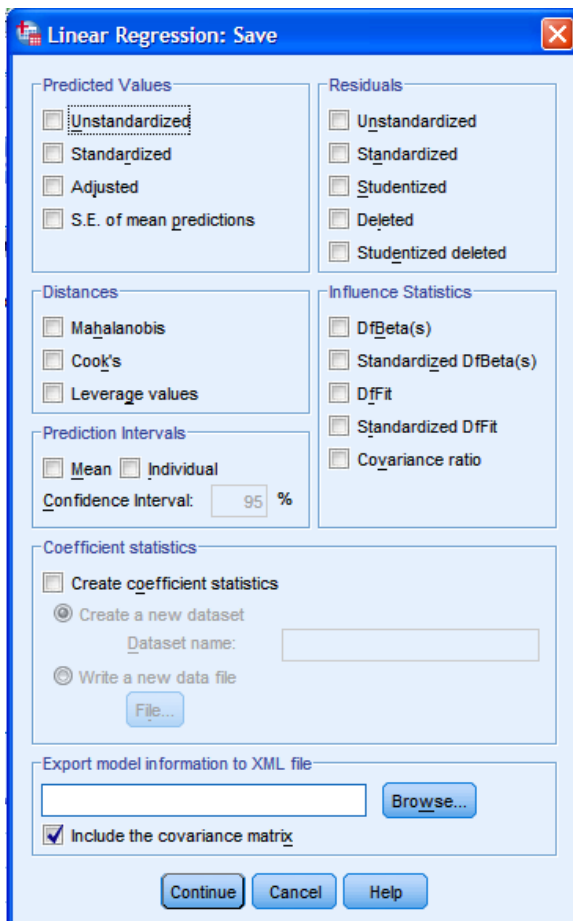 Linear Regression: Save
Predicted Values
Unstandardized
Standardized
Adjusted
S.E. of mean predictions
Residuals
Unstandardized
Standardized
Studentized
Deleted
Studentized deleted
Distances
Mahalanobis
Cook's
Leverage values
Influence Statistics
DfBeta(s)
Standardized DfBeta(s)
DfFit
Standardized DfFit
Covariance ratio
Prediction Intervals
Mean Individual
Confidence Interval: 95 %
Coefficient statistics
Create coefficient statistics
Create a new dataset
Dataset name:
Write a new data file
File...
Export model information to XML file
Browse...
Include the covariance matrix
Continue Cancel Help